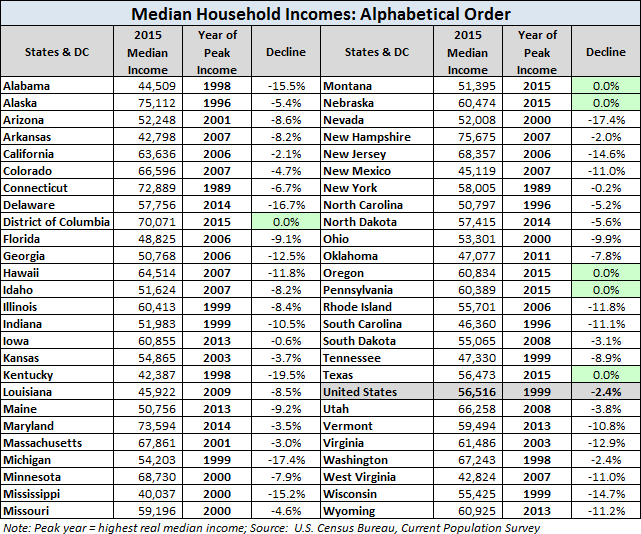 Median Household Incomes: Alphabetical Order
States & DC 2015 Median Income Year of Peak Income Decline States & DC 2015 Median Income Year of Peak Income Decline
Alabama 44,509 1998 -15.5% Montana 51,395 2015 0.0%
Alaska 75,112 1996 -5.4% Nebraska 60,474 2015 0.0%
Arizona 52,248 2001 -8.6% Nevada 52,008 2000 -17.4%
Arkansas 42,798 2007 -8.2% New Hampshire 75,675 2007 -2.0%
California 63,636 2006 -2.1% New Jersey 68,357 2006 -14.6%
Colorado 66,596 2007 -4.7% New Mexico 45,119 2007 -11.0%
Connecticut 72,889 1989 -6.7% New York 58,005 1989 -0.2%
Delaware 57,756 2014 -16.7% North Carolina 50,797 1996 -5.2%
District of Columbia 70,071 2015 0.0% North Dakota 57,415 2014 -5.6%
Florida 48,825 2006 -9.1% Ohio 53,301 2000 -9.9%
Georgia 50,768 2006 -12.5% Oklahoma 47,077 2011 -7.8%
Hawaii 64,514 2007 -11.8% Oregon 60,834 2015 0.0%
Idaho 51,624 2007 -8.2% Pennsylvania 60,389 2015 0.0%
Illinois 60,413 1999 -8.4% Rhode Island 55,701 2006 -11.8%
Indiana 51,983 1999 -10.5% South Carolina 46,360 1996 -11.1%
Iowa 60,855 2013 -0.6% South Dakota 55,065 2008 -3.1%
Kansas 54,865 2003 -3.7% Tennessee 47,330 1999 -8.9%
Kentucky 42,387 1998 -19.5% Texas 56,473 2015 0.0%
Louisiana 45,922 2009 -8.5% United States 56,516 1999 -2.4%
Maine 50,756 2013 -9.2% Utah 66,258 2008 -3.8%
Maryland 73,594 2014 -3.5% Vermont 59,494 2013 -10.8%
Massachusetts 67,861 2001 -3.0% Virginia 61,486 2003 -12.9%
Michigan 54,203 1999 -17.4% Washington 67,243 1998 -2.4%
Minnesota 68,730 2000 -7.9% West Virginia 42,824 2007 -11.0%
Mississippi 40,037 2000 -15.2% Wisconsin 55,425 1999 -14.7%
Missouri 59,196 2000 -4.6% Wyoming 60,925 2013 -11.2%
Note: Peak year = highest real median income; Source: U.S. Census Bureau, Current Population Survey